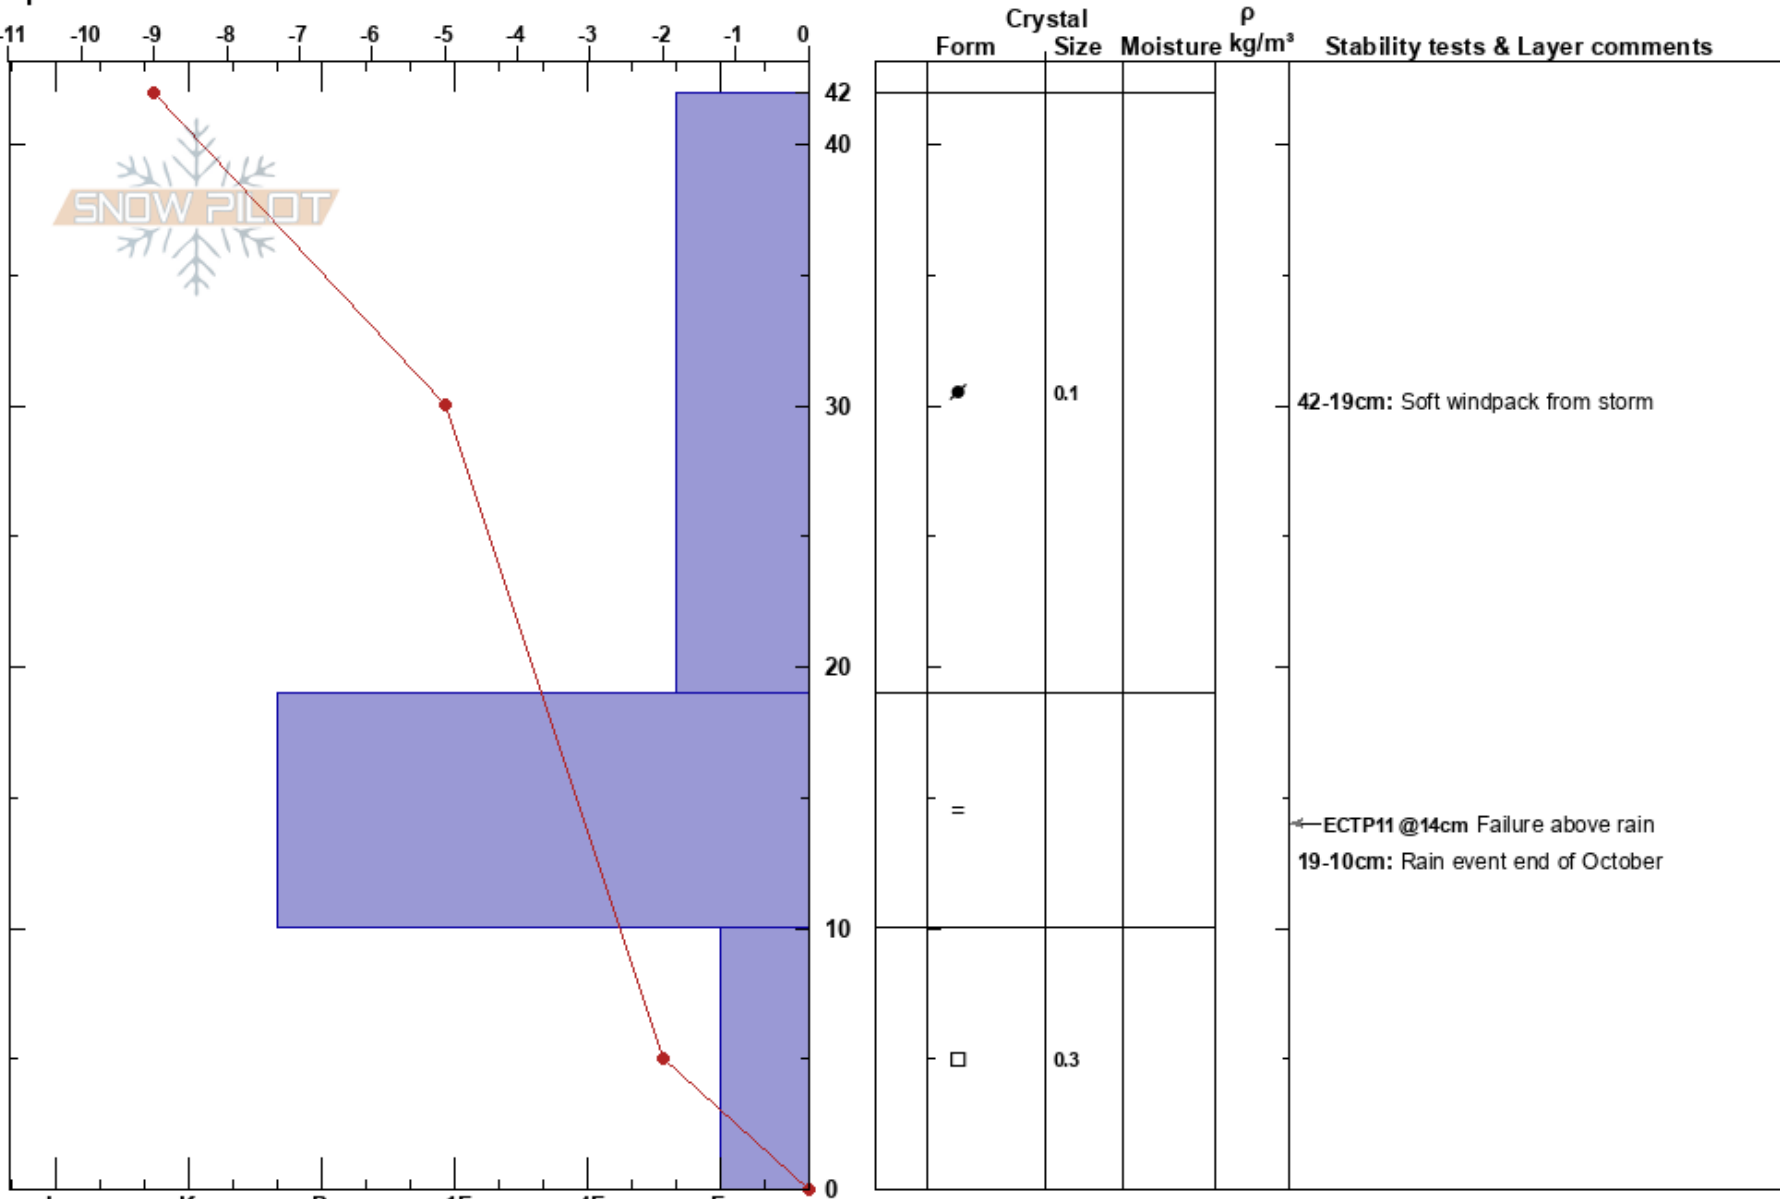 Crystal ρ
-11 -10 -9 -8 -7 -6 -5 -4 -3 -2 -1 0
Form Size Moisture kg/m³ Stability tests & Layer comments
42
40
SNOW PILOT
0.1
30
42-19cm: Soft windpack from storm
20
=
ECTP11 @14cm Failure above rain
19-10cm: Rain event end of October
10
0.3
0